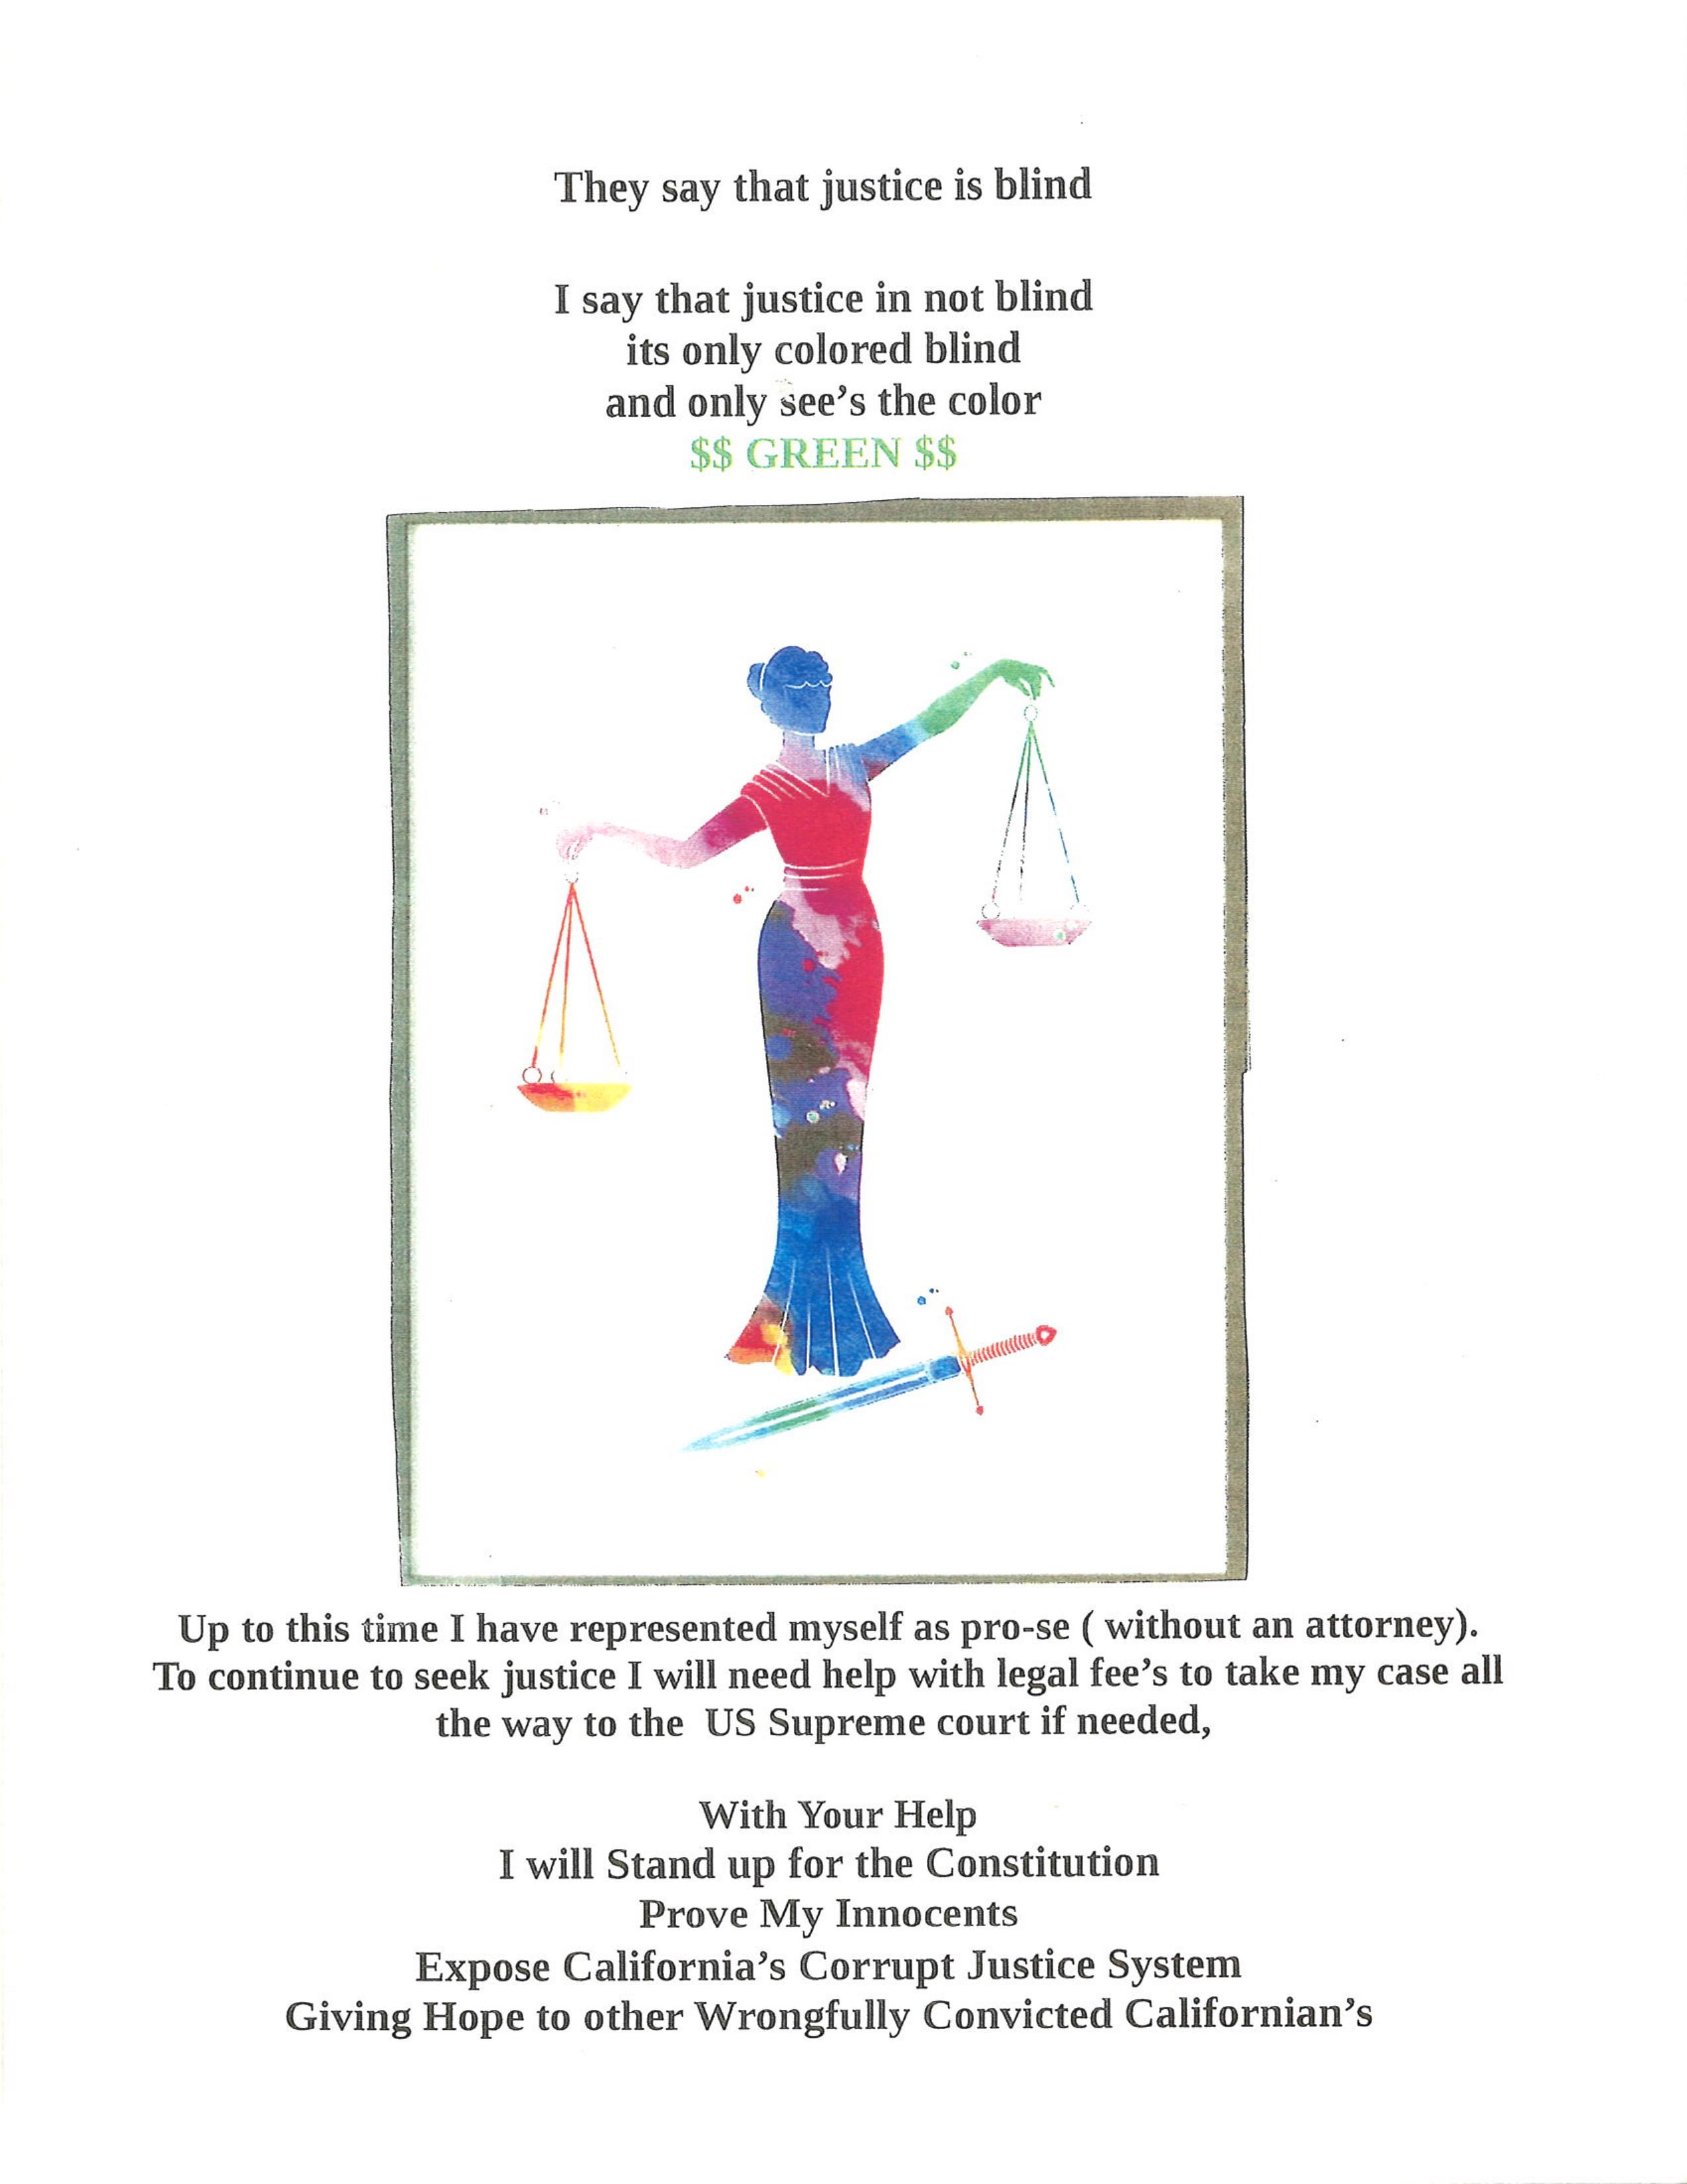 They say that justice is blind
I say that justice in not blind
its only colored blind
and only see’s the color
$$ GREEN $$
Up to this time I have represented myself as pro-se ( without an attorney).
To continue to seek justice I will need help with legal fee’s to take my case all
the way to the US Supreme court if needed,
With Your Help
I will Stand up for the Constitution
Prove My Innocents
Expose California’s Corrupt Justice System
Giving Hope to other Wrongfully Convicted Californian’s